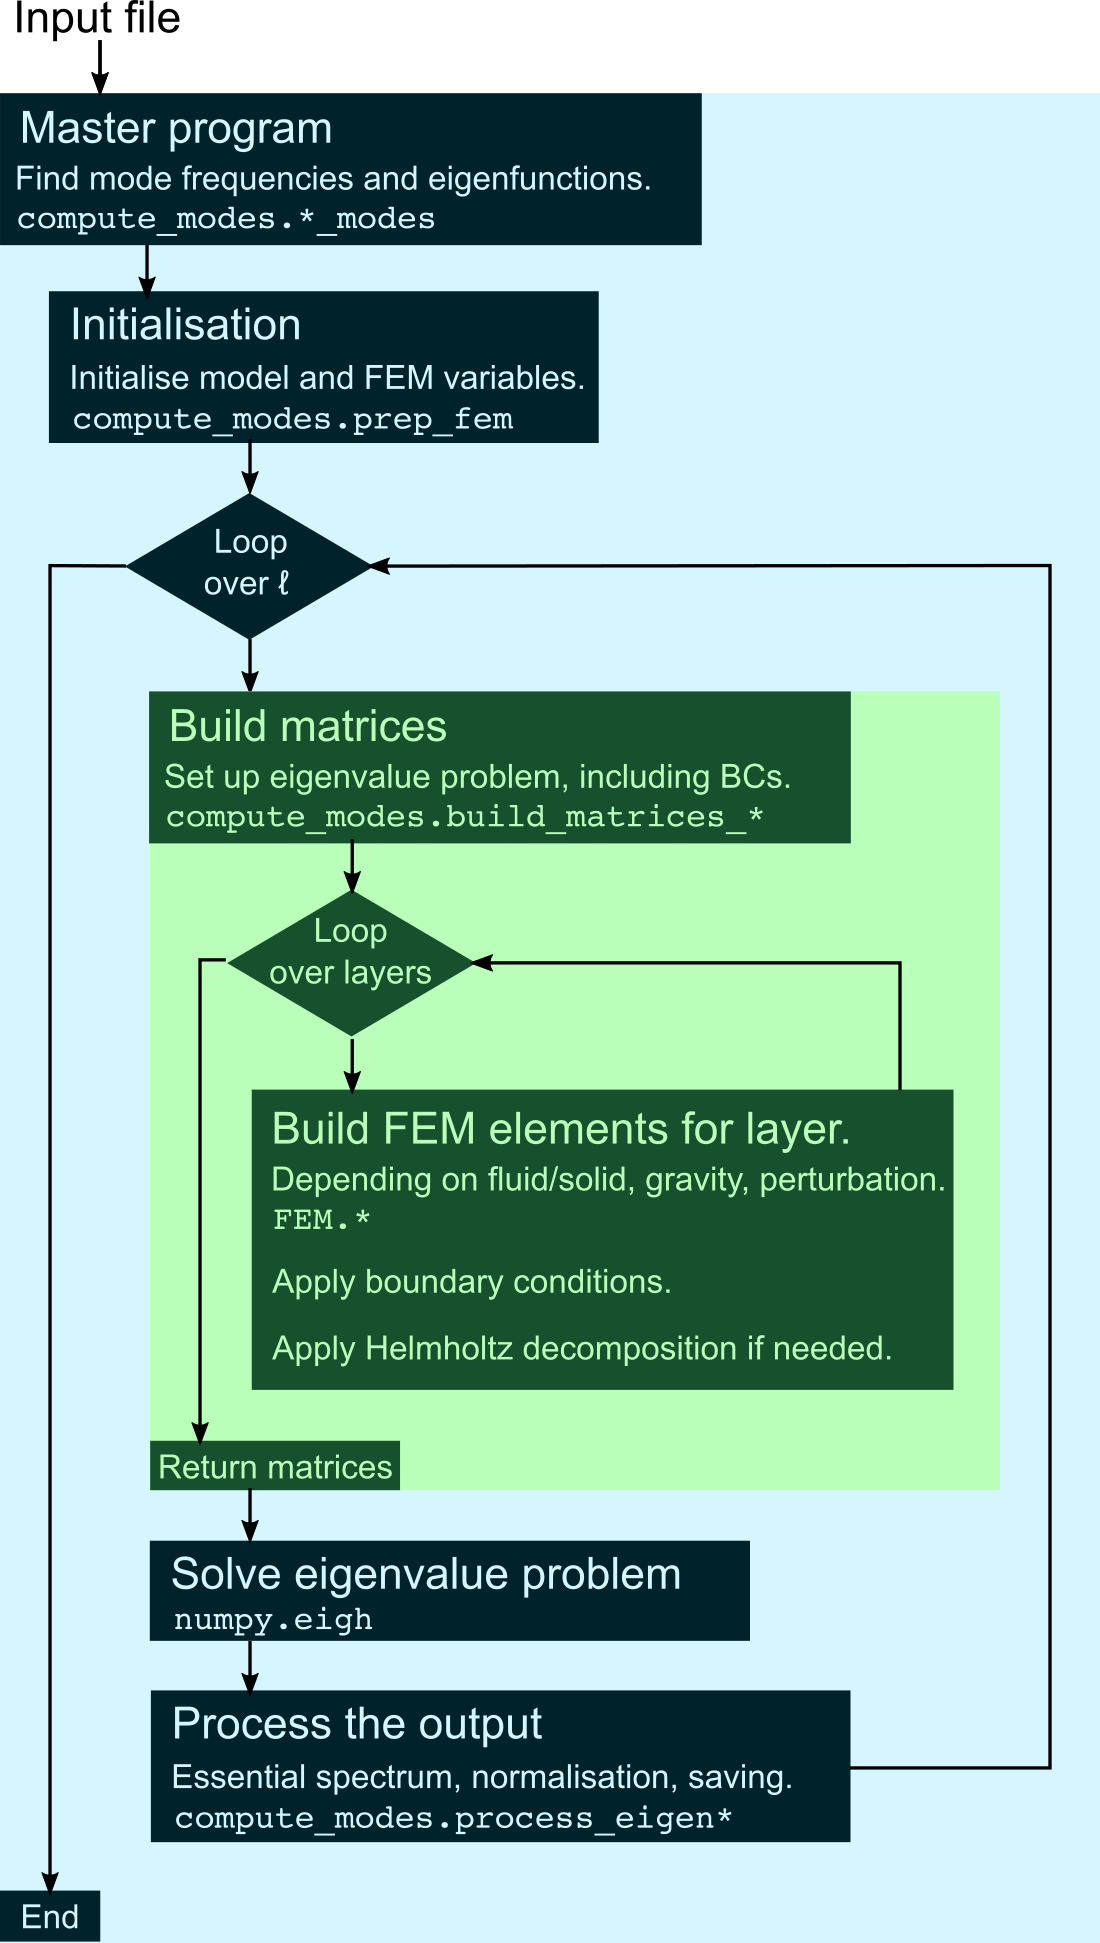 Input file
Master program
Find mode frequencies and eigenfunctions.
compute_modes.*_modes
Initialisation
Initialise model and FEM variables.
compute_modes.prep_fem
Loop
over ℓ
Build matrices
Set up eigenvalue problem, including BCs.
compute_modes.build_matrices_*
Loop
over layers
Build FEM elements for layer.
Depending on fluid/solid, gravity, perturbation.
FEM.*
Apply boundary conditions.
Apply Helmholtz decomposition if needed.
Return matrices
Solve eigenvalue problem
numpy.eigh
Process the output
Essential spectrum, normalisation, saving.
compute_modes.process_eigen*
End